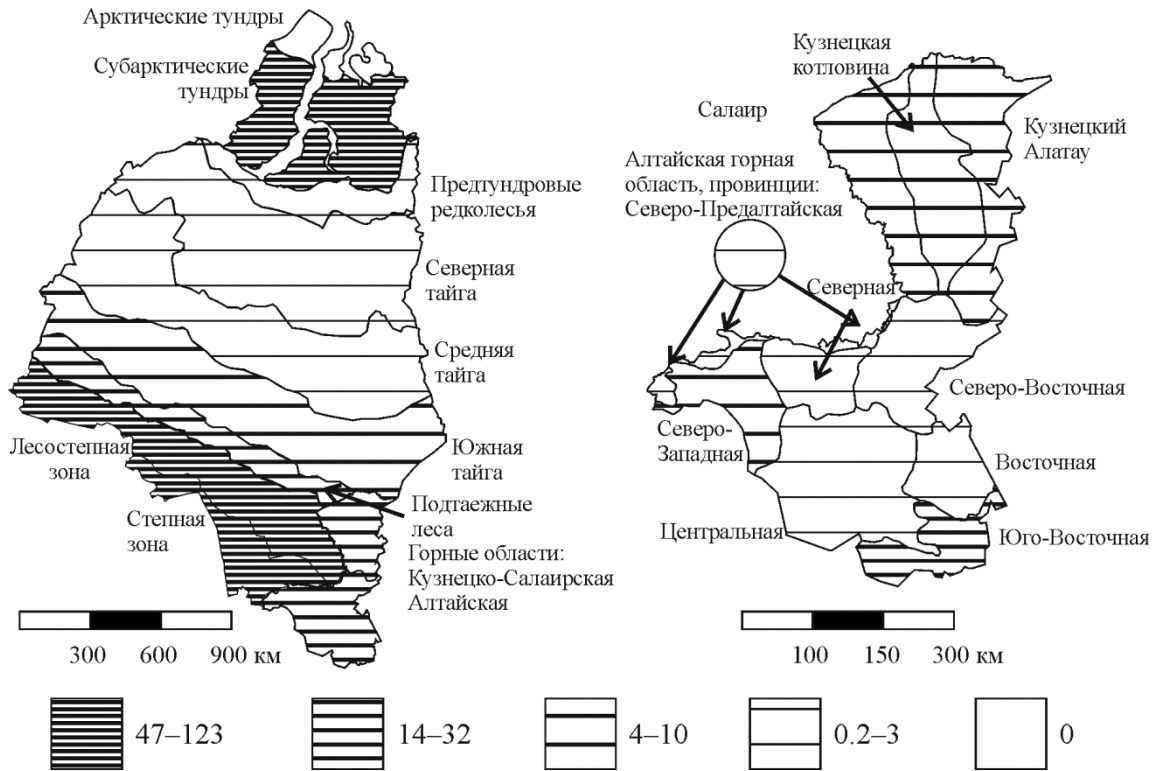 Арктические тундры
Субарктические
тундры
Предтундровые
редколесья
Северная
тайга
Средняя
тайга
Лесостепная
зона
Южная
тайга
Степная
зона
Подтаежные
леса
Горные области:
Кузнецко-Салаирская
Алтайская
300 600 900 км
Кузнецкая
котловина
Салаир
Кузнецкий
Алатау
Алтайская горная
область, провинции:
Северо-Предалтайская
Северная
Северо-Восточная
Северо-
Западная
Восточная
Центральная
Юго-Восточная
100 150 300 км
47–123
14–32
4–10
0.2–3
0